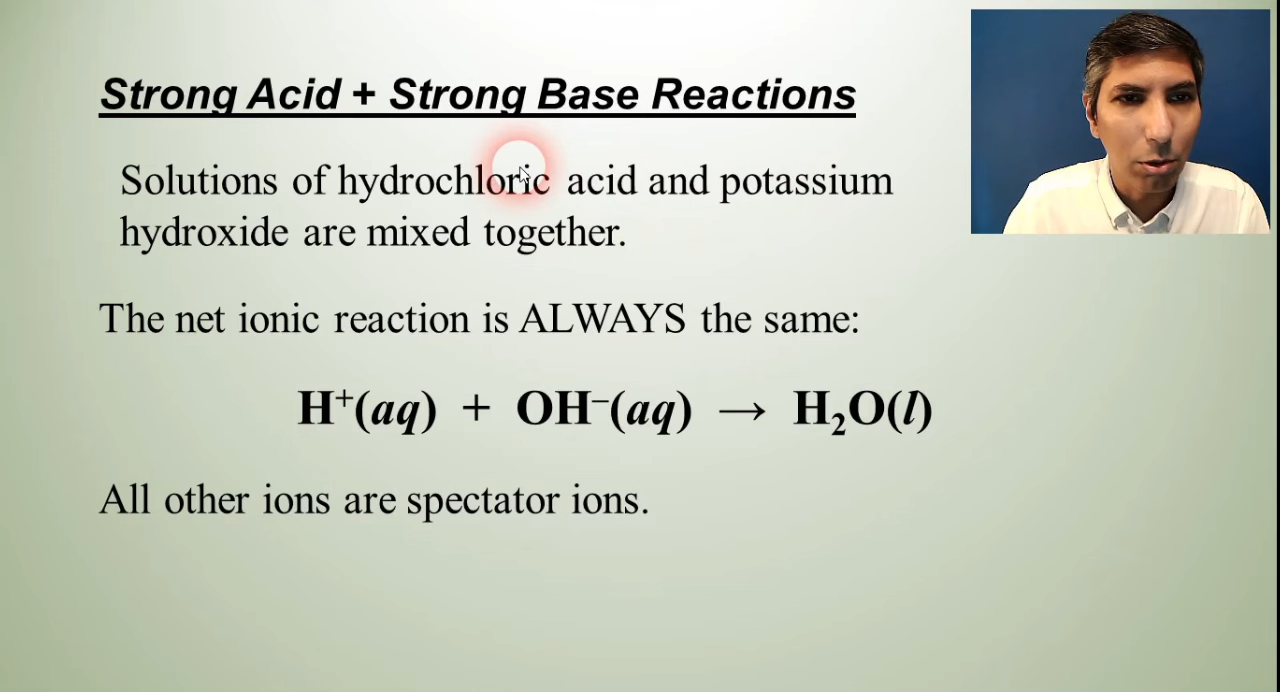 Strong Acid + Strong Base Reactions
Solutions of hydrochloric acid and potassium
hydroxide are mixed together.
The net ionic reaction is ALWAYS the same:
H⁺(aq) + OH⁻(aq) → H₂O(l)
All other ions are spectator ions.